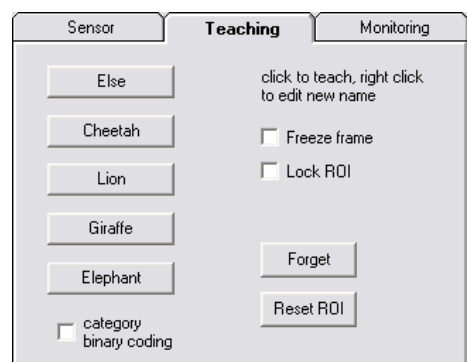 Sensor
Teaching
Monitoring
Else
Cheetah
Lion
Giraffe
Elephant
category
binary coding
click to teach, right click
to edit new name
Freeze frame
Lock ROI
Forget
Reset ROI